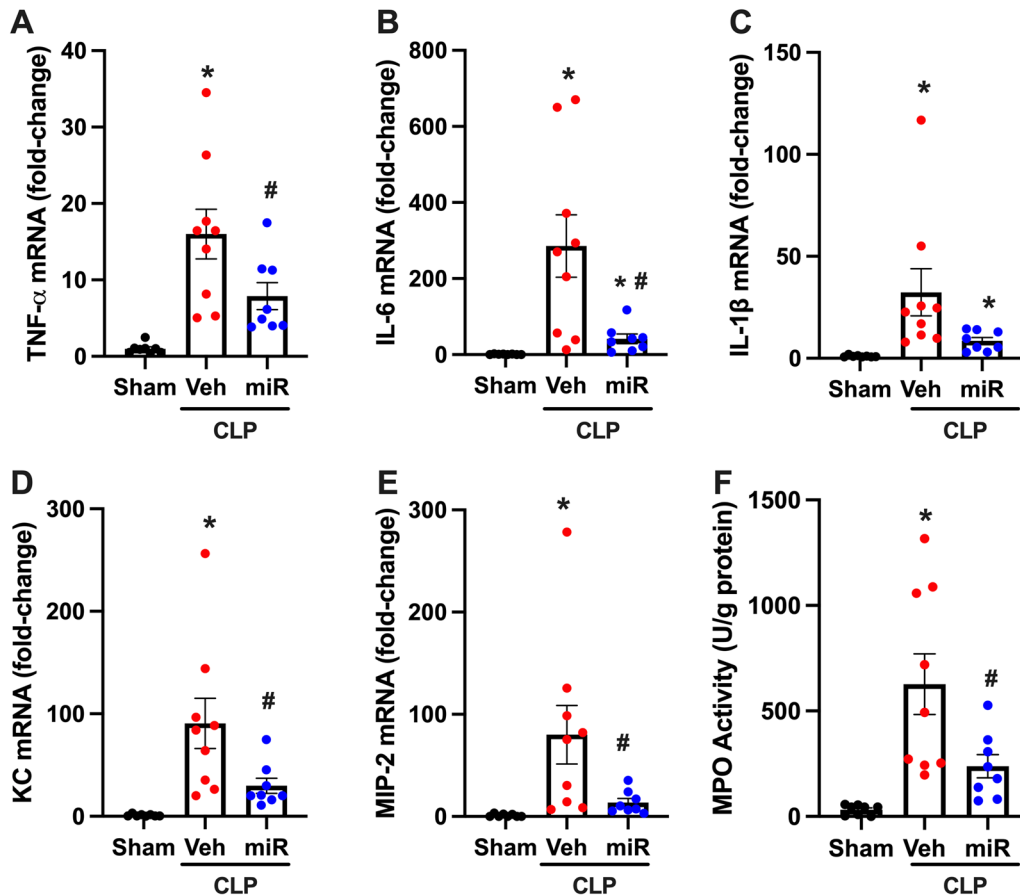 A
TNF-α mRNA (fold-change)
40
30
20
10
0
*
#
Sham Veh miR
CLP
B
IL-6 mRNA (fold-change)
800
600
400
200
0
*
* #
Sham Veh miR
CLP
C
IL-1β mRNA (fold-change)
150
100
50
0
*
*
Sham Veh miR
CLP
D
KC mRNA (fold-change)
300
200
100
0
*
#
Sham Veh miR
CLP
E
MIP-2 mRNA (fold-change)
300
200
100
0
*
#
Sham Veh miR
CLP
F
MPO Activity (U/g protein)
1500
1000
500
0
*
#
Sham Veh miR
CLP